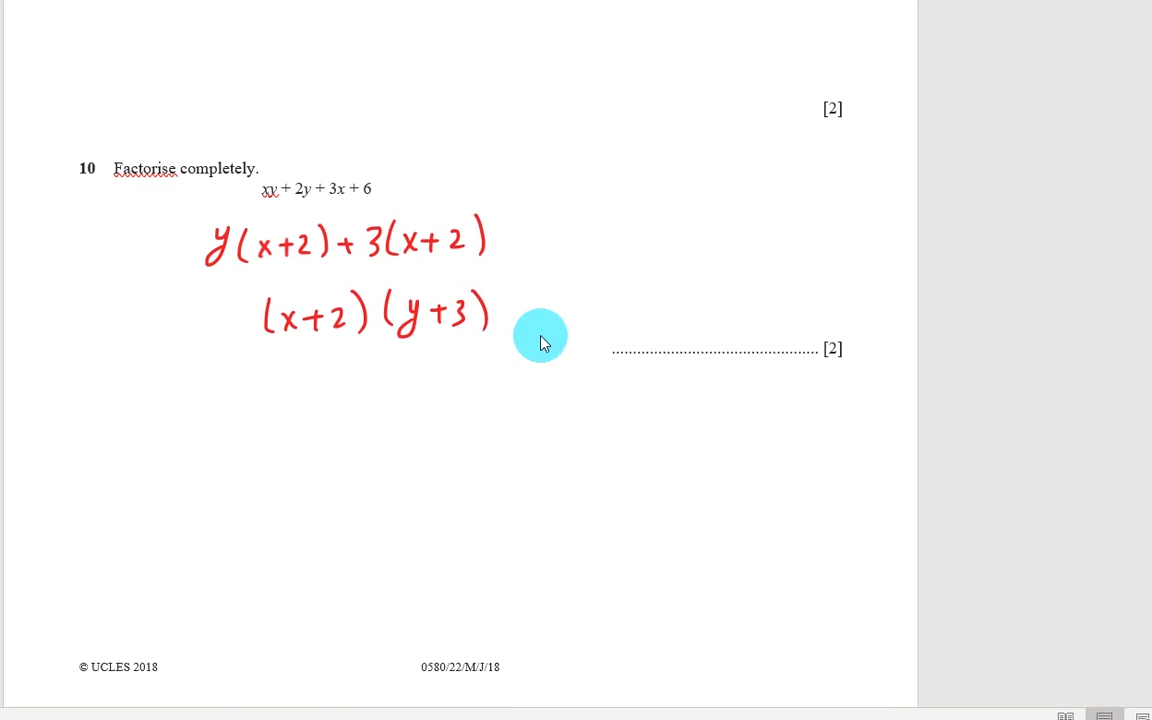 [2]
10 Factorise completely.
xy + 2y + 3x + 6
y(x+2)+3(x+2)
(x+2)(y+3)
.................................................. [2]
© UCLES 2018 0580/22/M/J/18